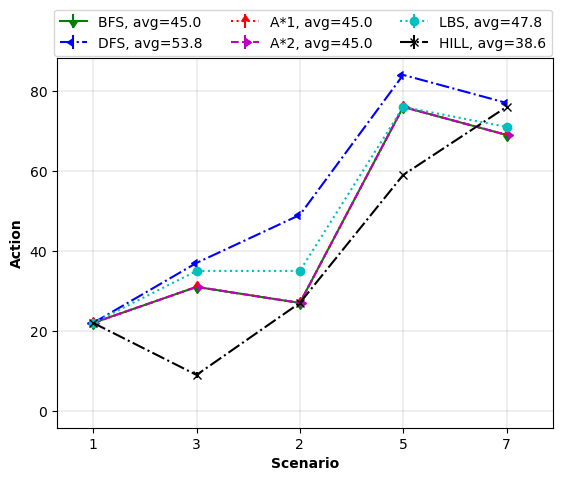 BFS, avg=45.0 A*1, avg=45.0 LBS, avg=47.8
DFS, avg=53.8 A*2, avg=45.0 HILL, avg=38.6
80
60
40
20
0
Action
1 3 2 5 7
Scenario